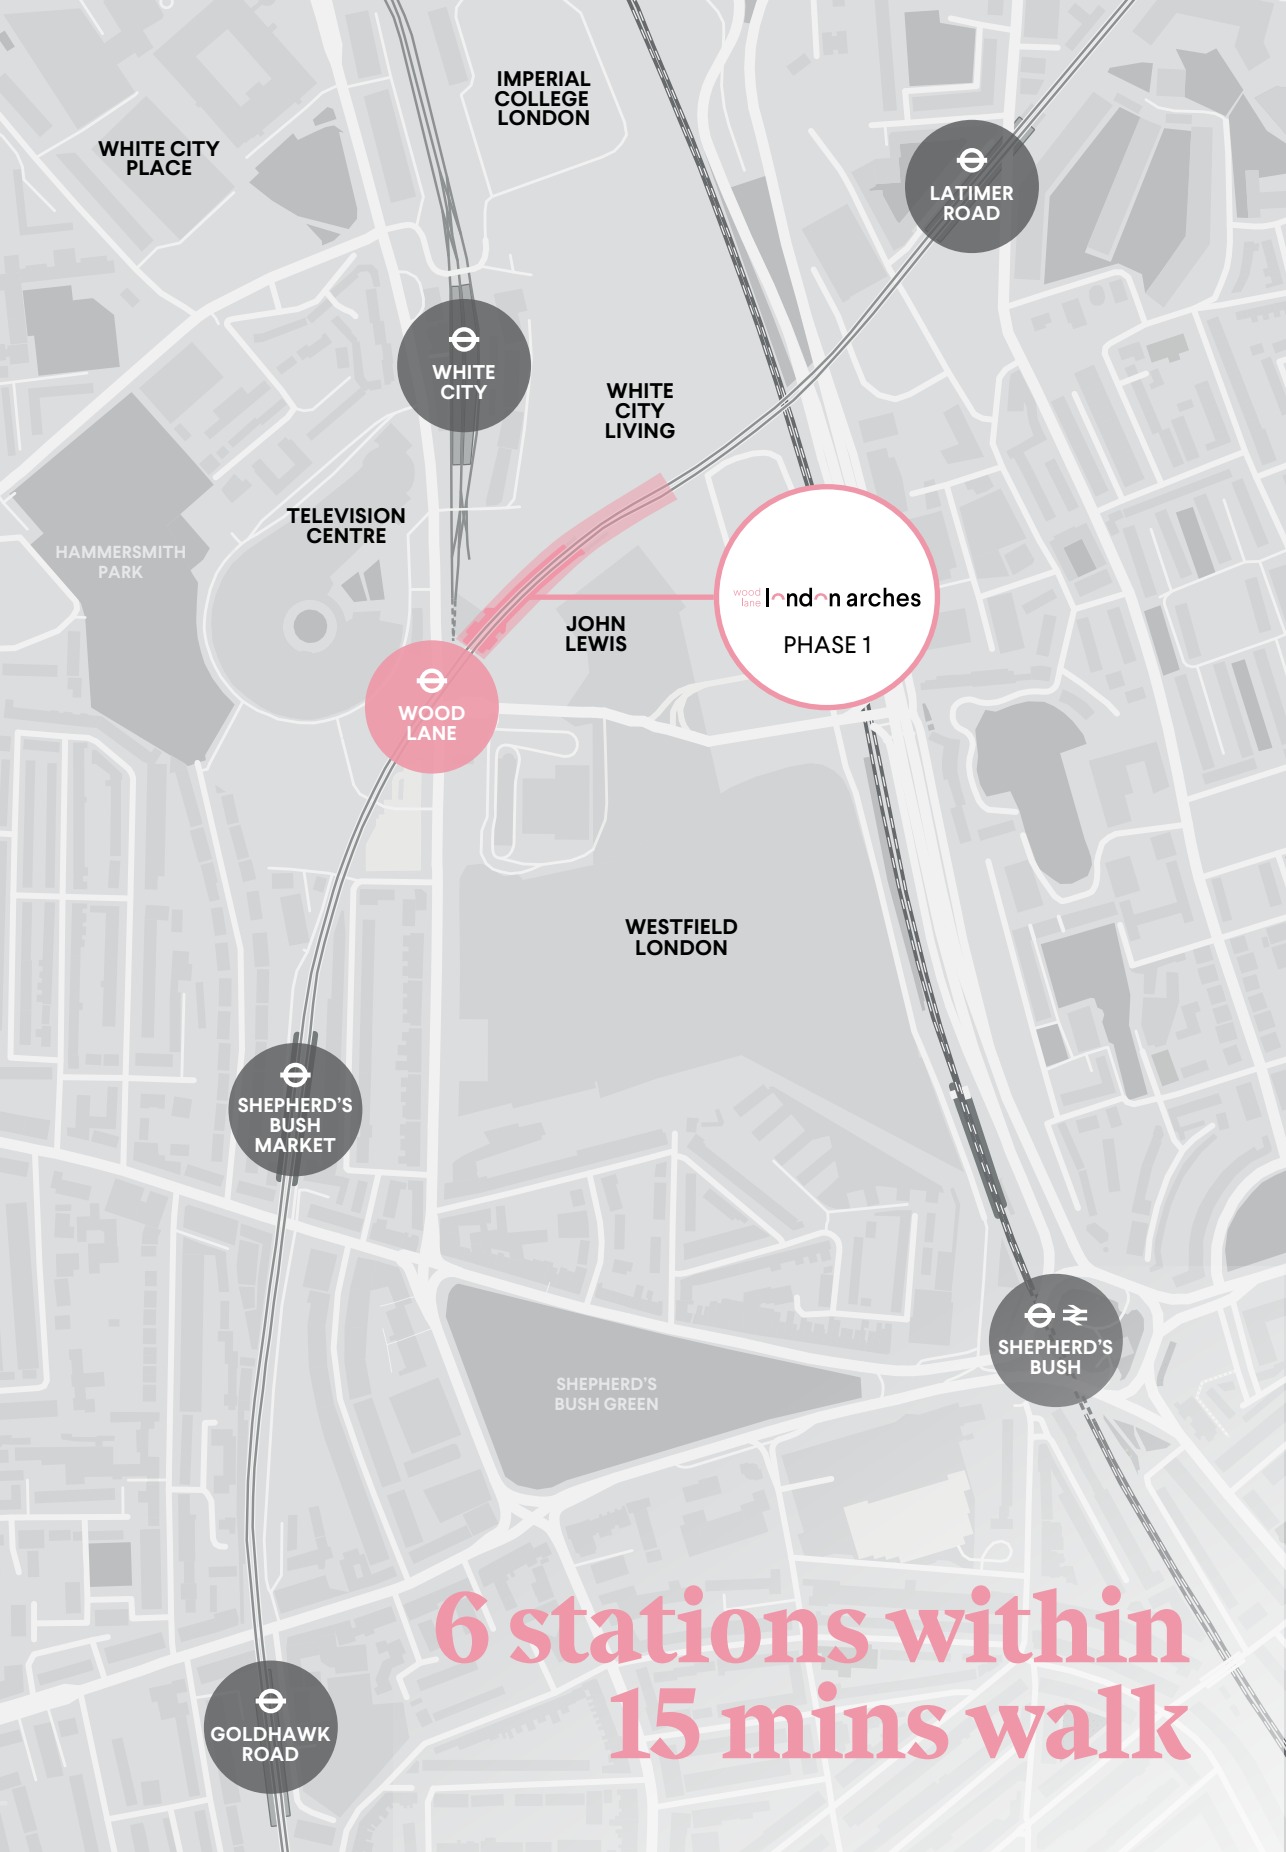 IMPERIAL
COLLEGE
LONDON
WHITE CITY
PLACE
LATIMER
ROAD
WHITE
CITY
WHITE
CITY
LIVING
TELEVISION
CENTRE
HAMMERSMITH
PARK
wood
lane
london arches
PHASE 1
JOHN
LEWIS
WOOD
LANE
WESTFIELD
LONDON
SHEPHERD'S
BUSH
MARKET
SHEPHERD'S
BUSH
SHEPHERD'S
BUSH GREEN
6 stations within
15 mins walk
GOLDHAWK
ROAD